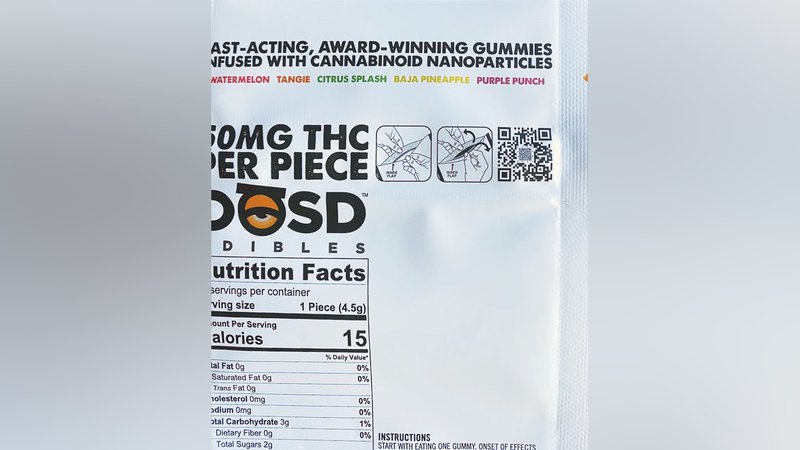 AST-ACTING, AWARD-WINNING GUMMIES
NFUSED WITH CANNABINOID NANOPARTICLES
WATERMELON TANGIE CITRUS SPLASH BAJA PINEAPPLE PURPLE PUNCH
50MG THC
PER PIECE
INNER FLAP
INNER FLAP
DOSD™
DIBLES
utrition Facts
servings per container
rving size 1 Piece (4.5g)
ount Per Serving
alories 15
% Daily Value*
tal Fat 0g 0%
Saturated Fat 0g 0%
Trans Fat 0g
holesterol 0mg 0%
odium 0mg 0%
otal Carbohydrate 3g 1%
Dietary Fiber 0g 0%
Total Sugars 2g
INSTRUCTIONS
START WITH EATING ONE GUMMY. ONSET OF EFFECTS